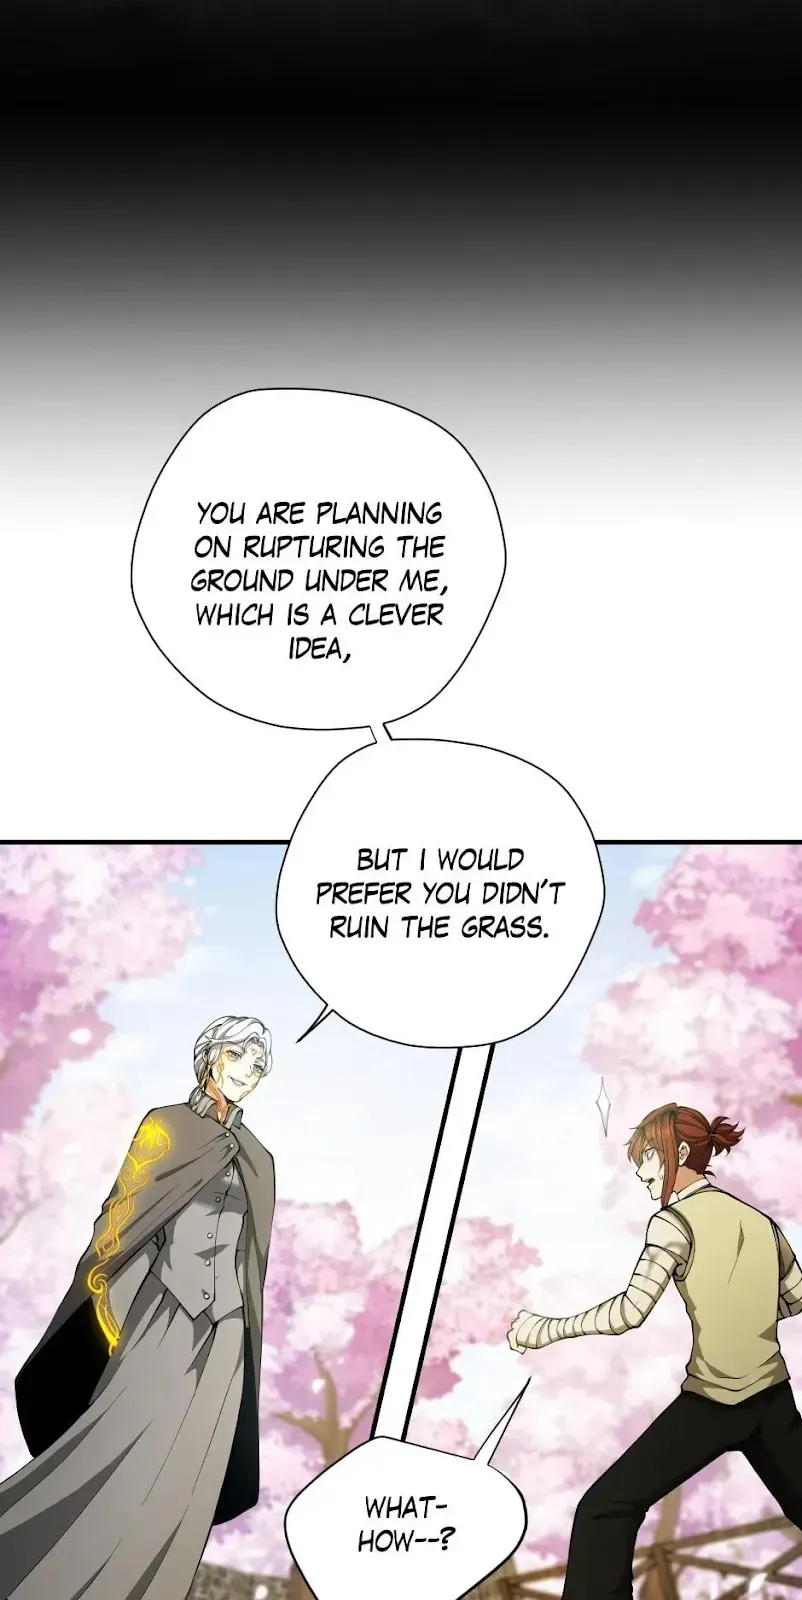 YOU ARE PLANNING
ON RUPTURING THE
GROUND UNDER ME,
WHICH IS A CLEVER
IDEA,
BUT I WOULD
PREFER YOU DIDN'T
RUIN THE GRASS.
WHAT-
HOW--?